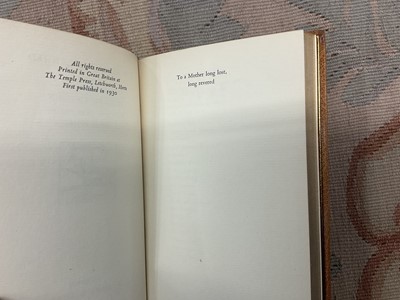 All rights reserved
Printed in Great Britain at
The Temple Press, Letchworth, Herts
First published in 1930
To a Mother long lost,
long revered